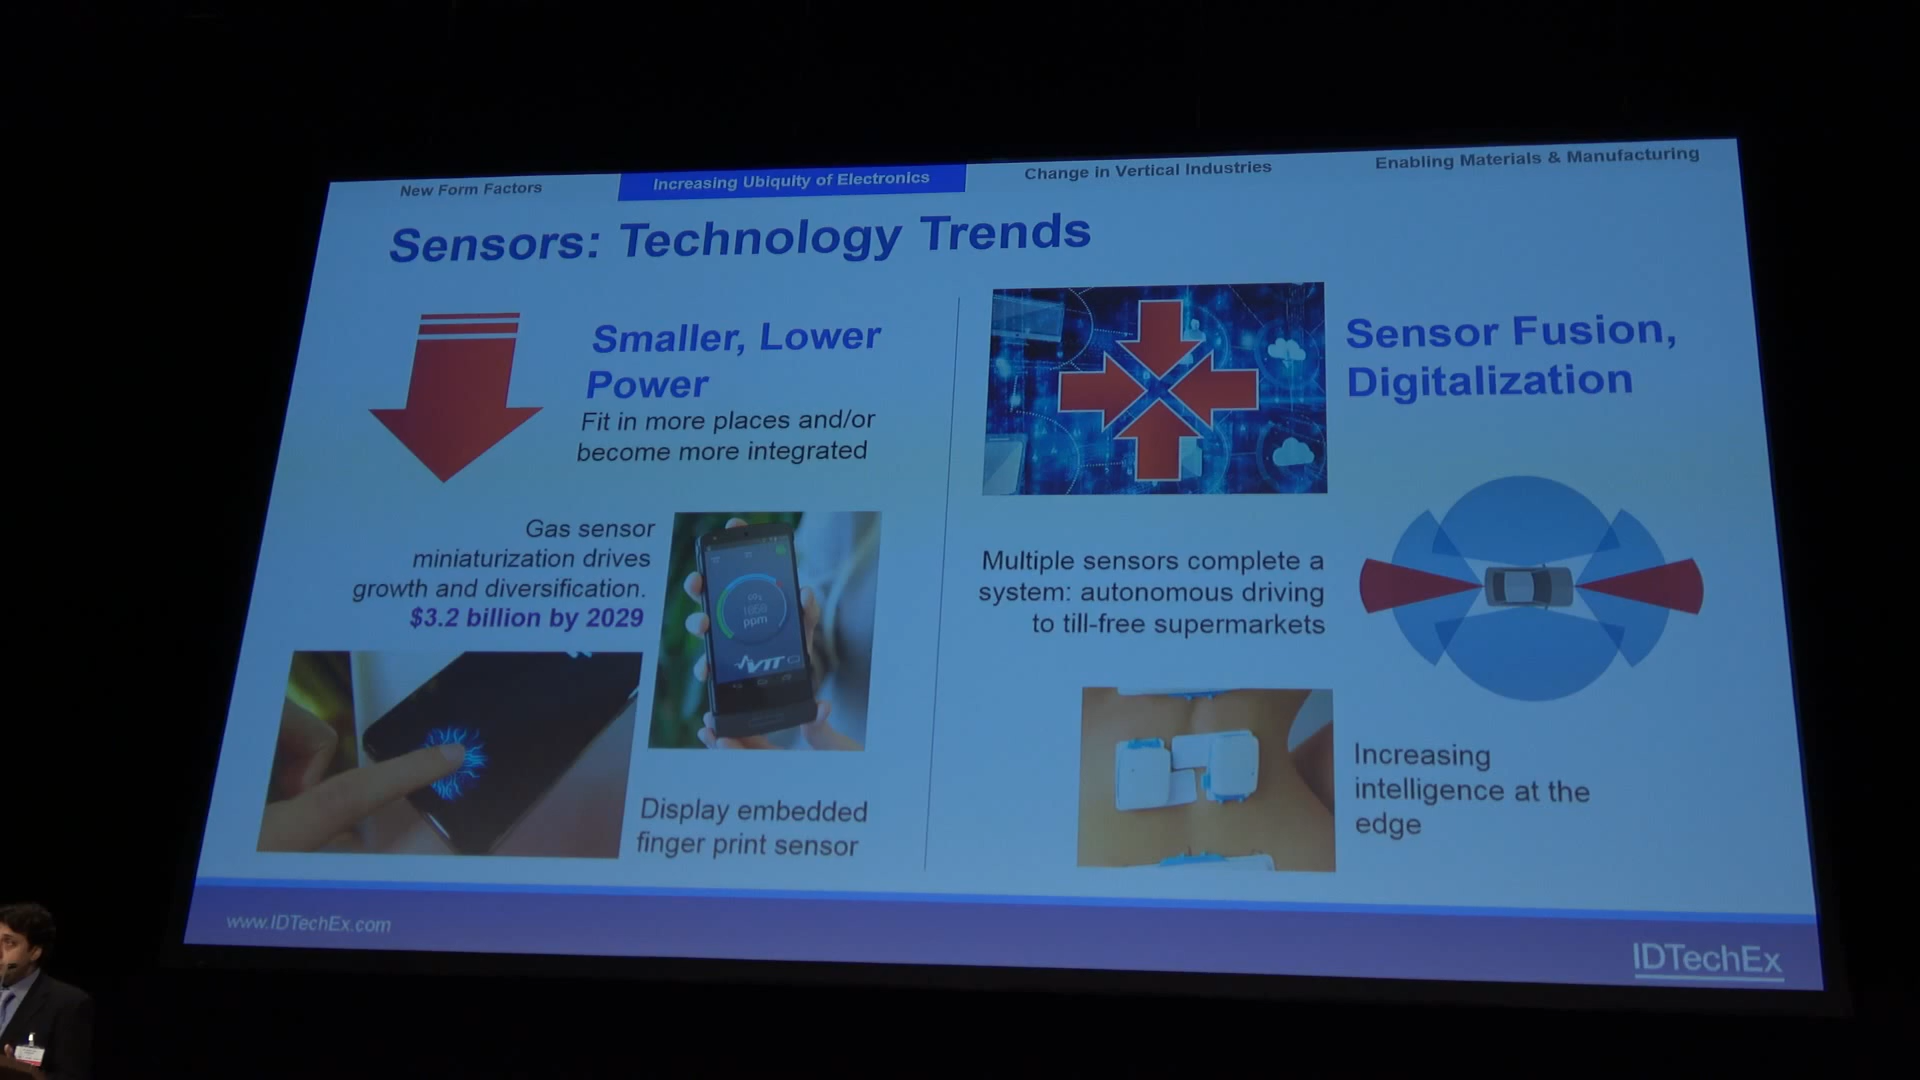 New Form Factors
Increasing Ubiquity of Electronics
Change in Vertical Industries
Enabling Materials & Manufacturing
Sensors: Technology Trends
Smaller, Lower
Power
Fit in more places and/or
become more integrated
Gas sensor
miniaturization drives
growth and diversification.
$3.2 billion by 2029
ppm
VTT
Display embedded
finger print sensor
Sensor Fusion,
Digitalization
Multiple sensors complete a
system: autonomous driving
to till-free supermarkets
Increasing
intelligence at the
edge
www.IDTechEx.com
IDTechEx